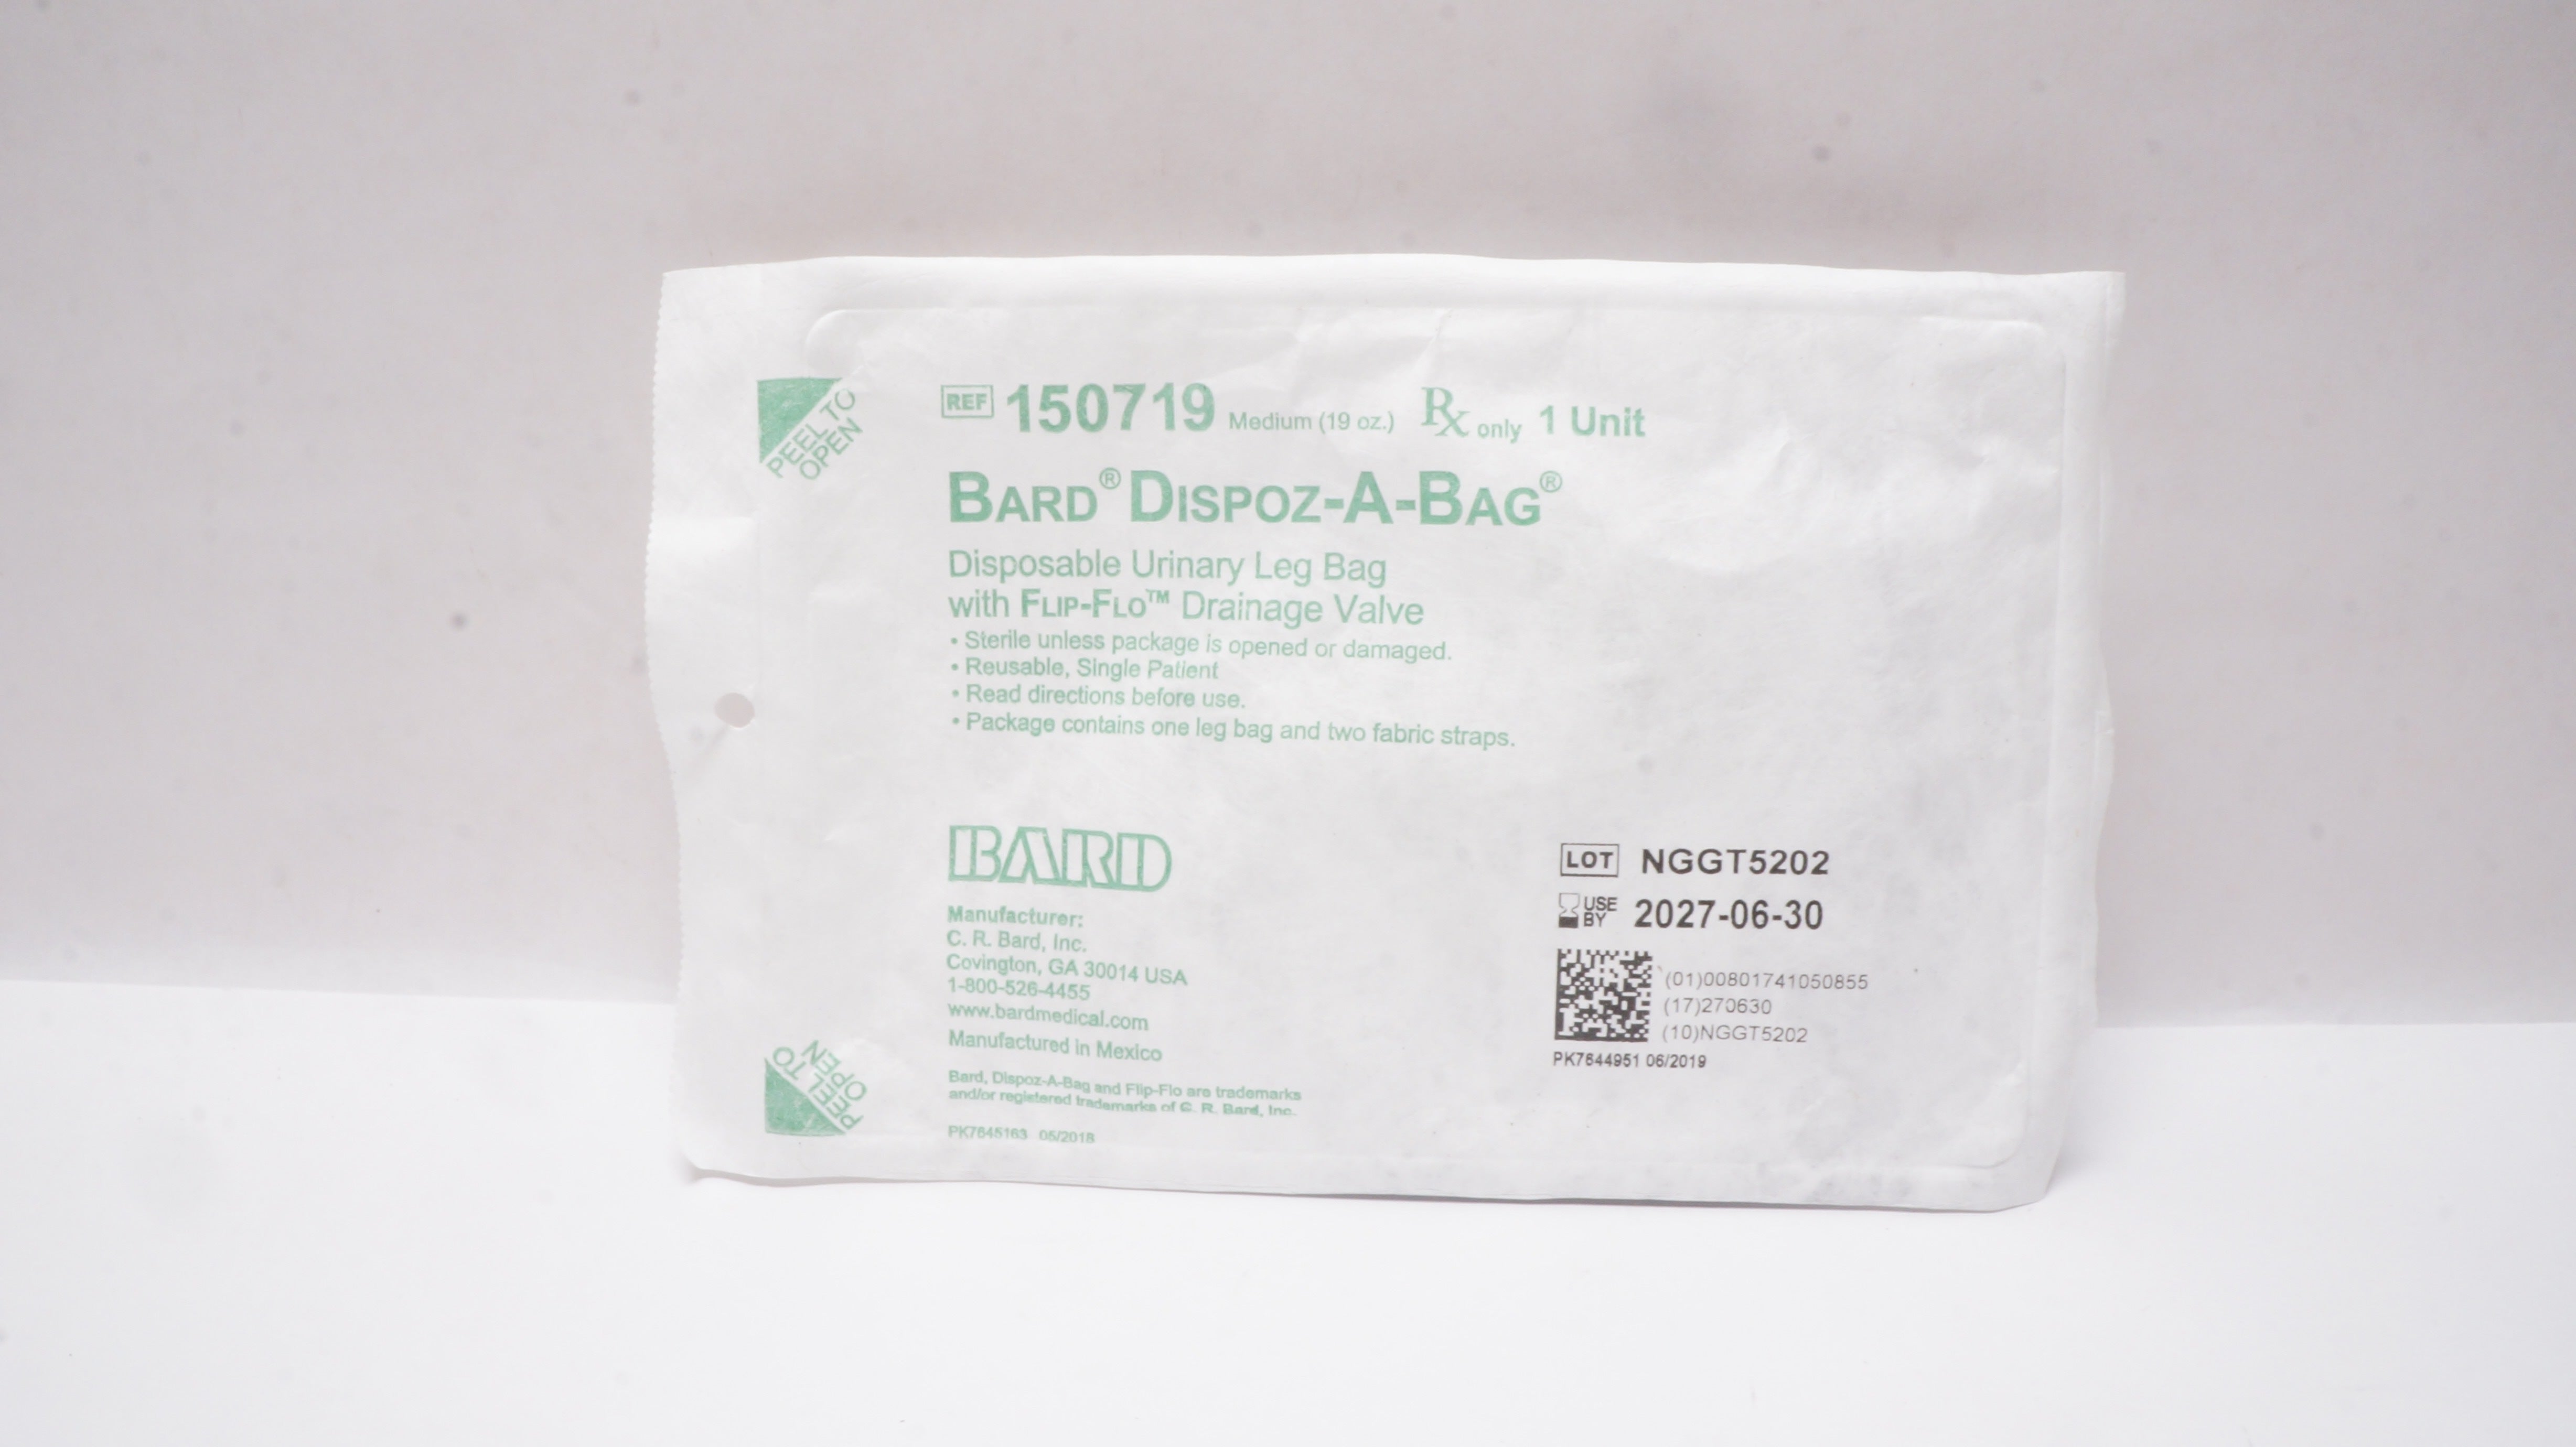 PEEL TO
OPEN
REF 150719 Medium (19 oz.) Rx only 1 Unit
BARD® DISPOZ-A-BAG®
Disposable Urinary Leg Bag
with FLIP-FLO™ Drainage Valve
• Sterile unless package is opened or damaged.
• Reusable, Single Patient
• Read directions before use.
• Package contains one leg bag and two fabric straps.
BARD
Manufacturer:
C. R. Bard, Inc.
Covington, GA 30014 USA
1-800-526-4455
www.bardmedical.com
Manufactured in Mexico
Bard, Dispoz-A-Bag and Flip-Flo are trademarks
and/or registered trademarks of C. R. Bard, Inc.
PK7645163 05/2018
PEEL TO
OPEN
LOT NGGT5202
USE
BY 2027-06-30
(01)00801741050855
(17)270630
(10)NGGT5202
PK7644951 06/2019